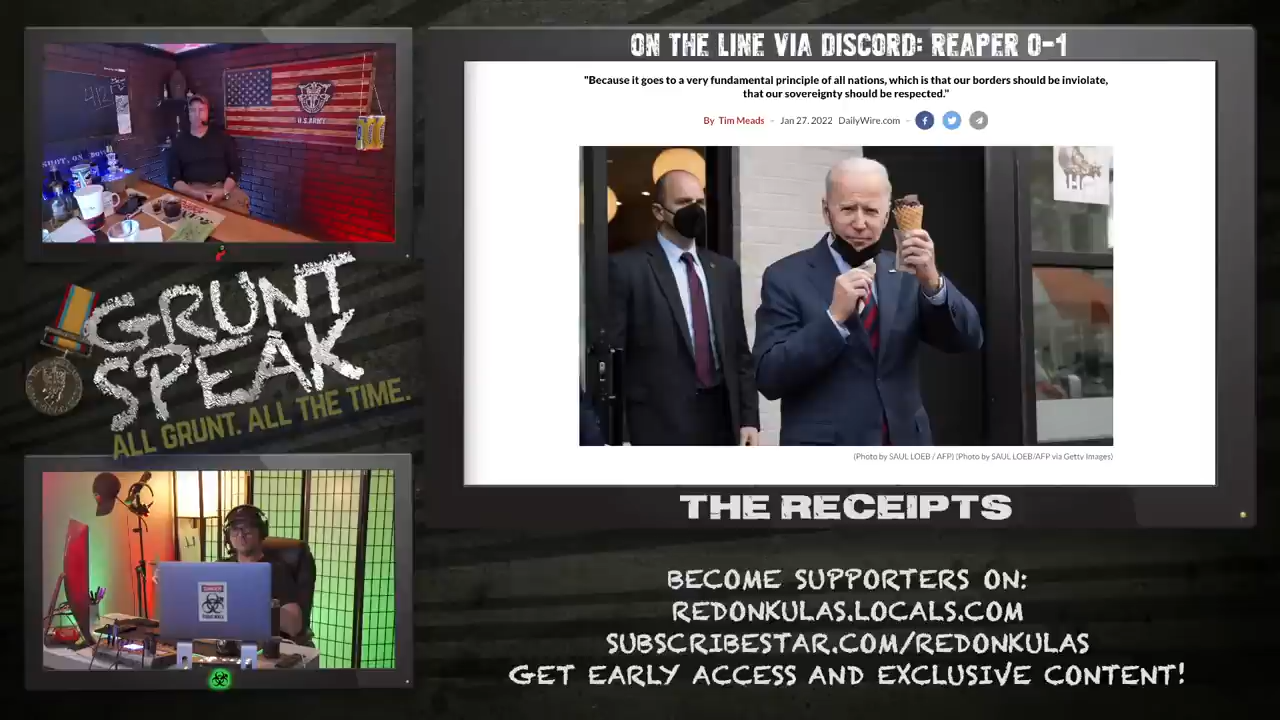 ON THE LINE VIA DISCORD: REAPER 0-1
"Because it goes to a very fundamental principle of all nations, which is that our borders should be inviolate,
that our sovereignty should be respected."
By Tim Meads - Jan 27, 2022 DailyWire.com -
(Photo by SAUL LOEB / AFP) (Photo by SAUL LOEB/AFP via Getty Images)
THE RECEIPTS
U.S. ARMY
GRUNT
SPEAK
ALL GRUNT. ALL THE TIME.
DANGER
BECOME SUPPORTERS ON:
REDONKULAS.LOCALS.COM
SUBSCRIBESTAR.COM/REDONKULAS
GET EARLY ACCESS AND EXCLUSIVE CONTENT!